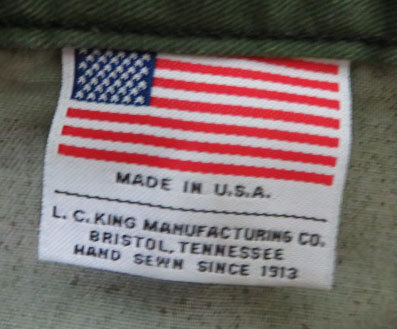 MADE IN U.S.A.
L. C. KING MANUFACTURING CO.
BRISTOL, TENNESSEE
HAND SEWN SINCE 1913